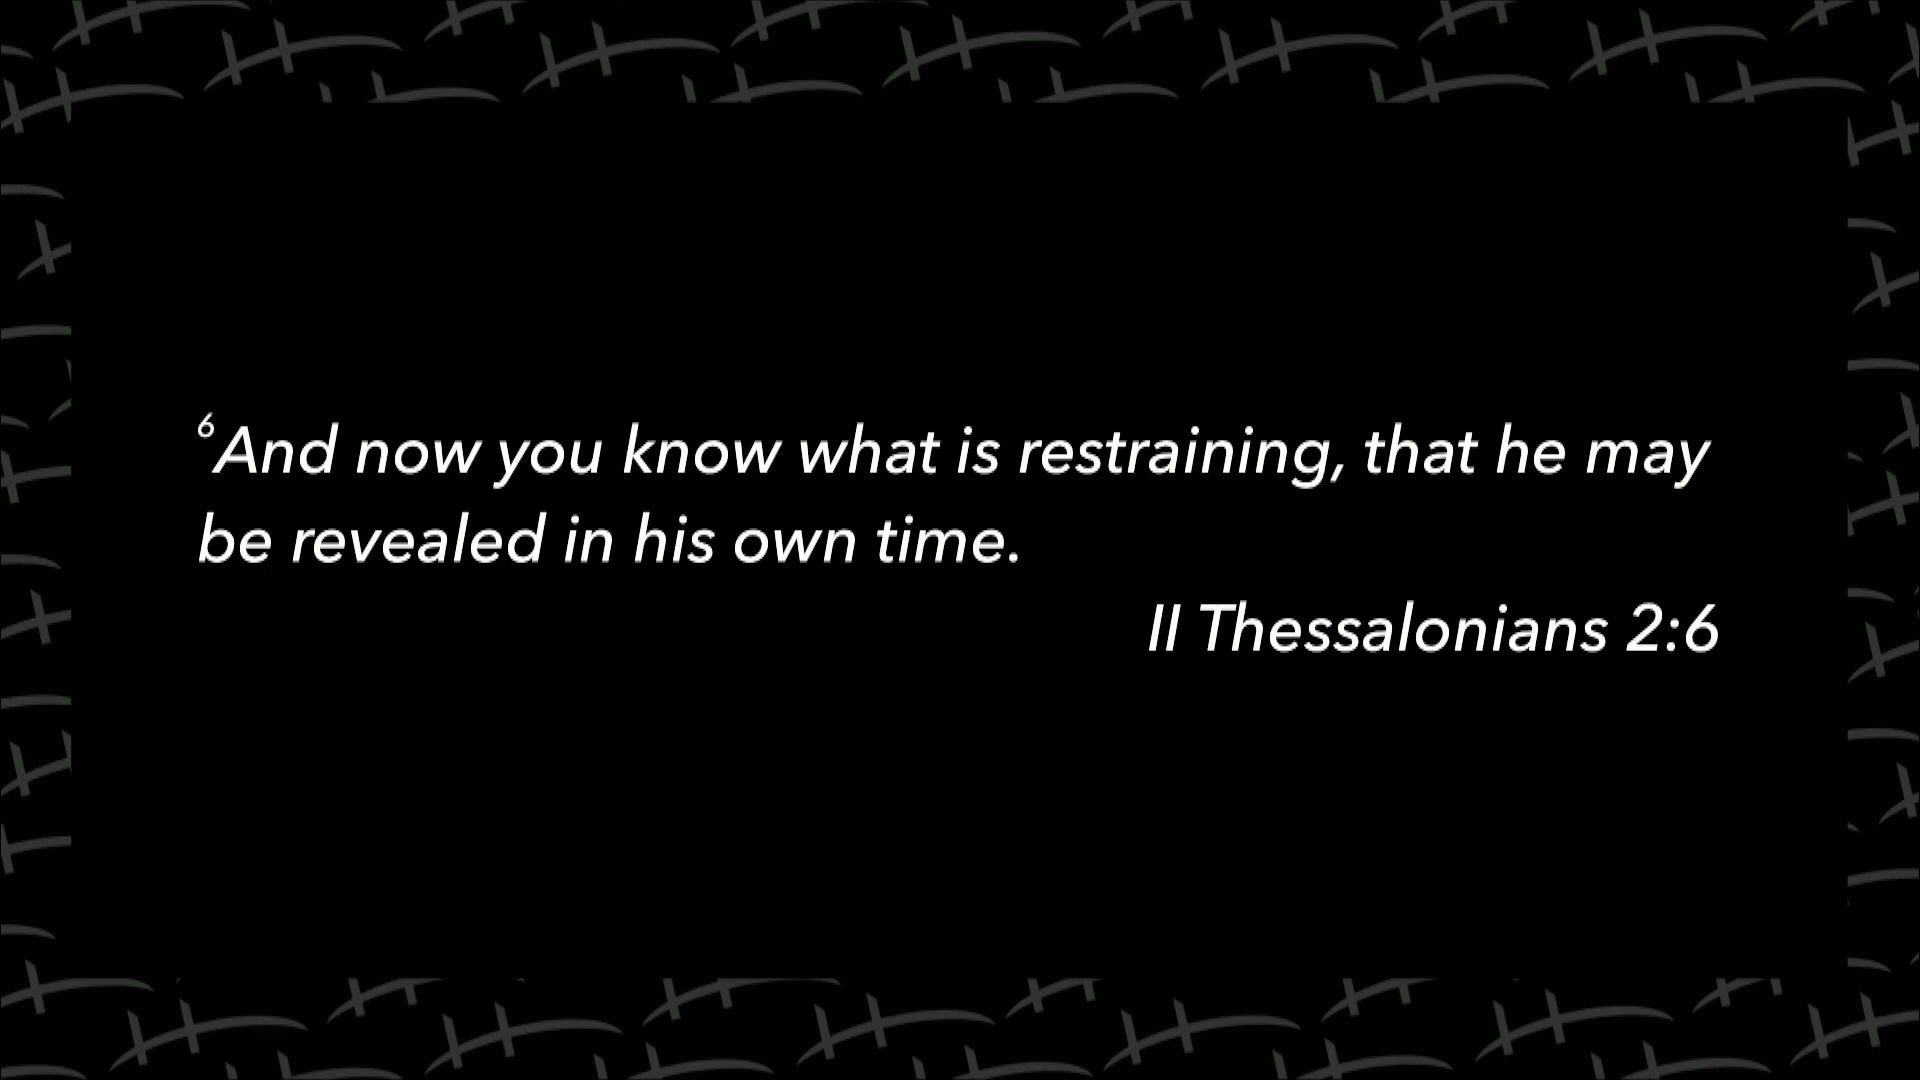 ⁶And now you know what is restraining, that he may
be revealed in his own time.
II Thessalonians 2:6